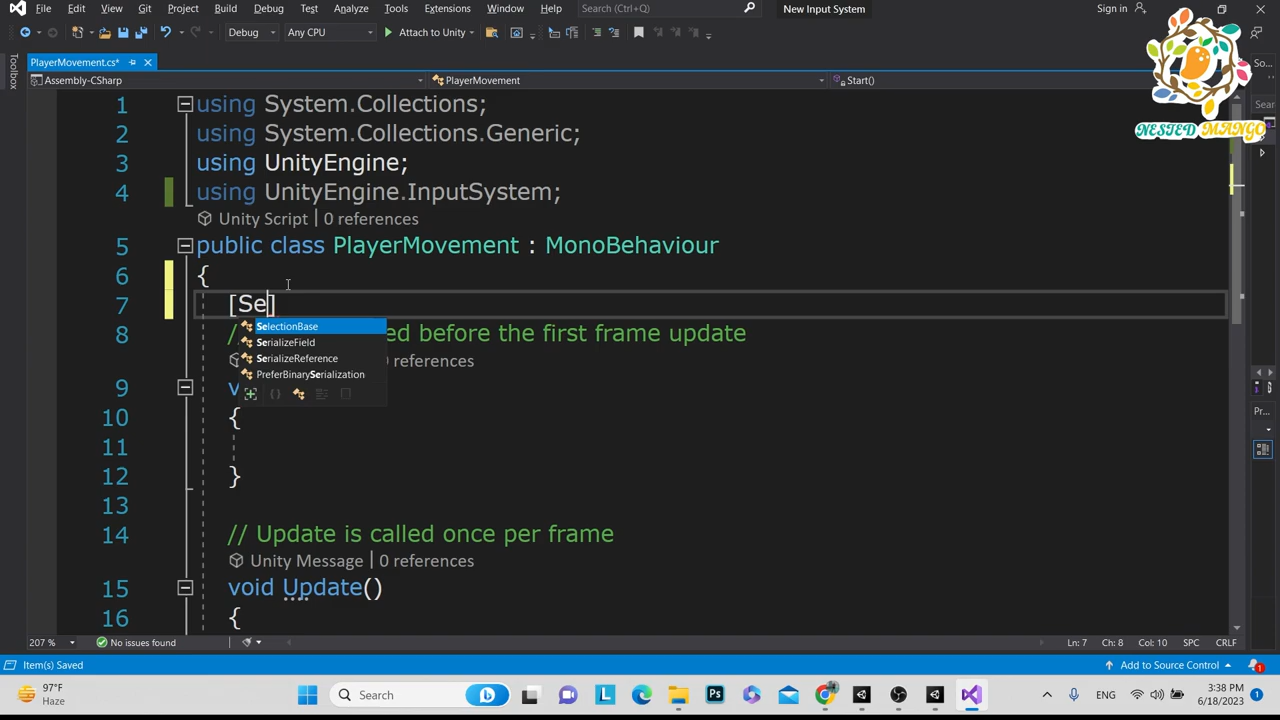 File Edit View Git Project Build Debug Test Analyze Tools Extensions Window Help Search (Ctrl+Q) New Input System Sign in
Debug Any CPU Attach to Unity
PlayerMovement.cs*
Toolbox
Assembly-CSharp PlayerMovement Start()
NESTED MANGO
1 using System.Collections;
2 using System.Collections.Generic;
3 using UnityEngine;
4 using UnityEngine.InputSystem;
Unity Script | 0 references
5 public class PlayerMovement : MonoBehaviour
6 {
7 [Se]
SelectionBase
SerializeField
SerializeReference
PreferBinarySerialization
8 / ed before the first frame update
0 references
9 v
10 {
11
12 }
13
14 // Update is called once per frame
Unity Message | 0 references
15 void Update()
16 {
207 % No issues found Ln: 7 Ch: 8 Col: 10 SPC CRLF
Item(s) Saved Add to Source Control 1
97°F
Haze
Search
ENG
3:38 PM
6/18/2023
1
So...
Sear
Pr...